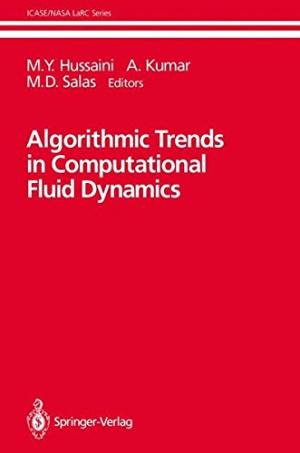 ICASE/NASA LaRC Series
M.Y. Hussaini A. Kumar
M.D. Salas Editors
Algorithmic Trends
in Computational
Fluid Dynamics
Springer-Verlag